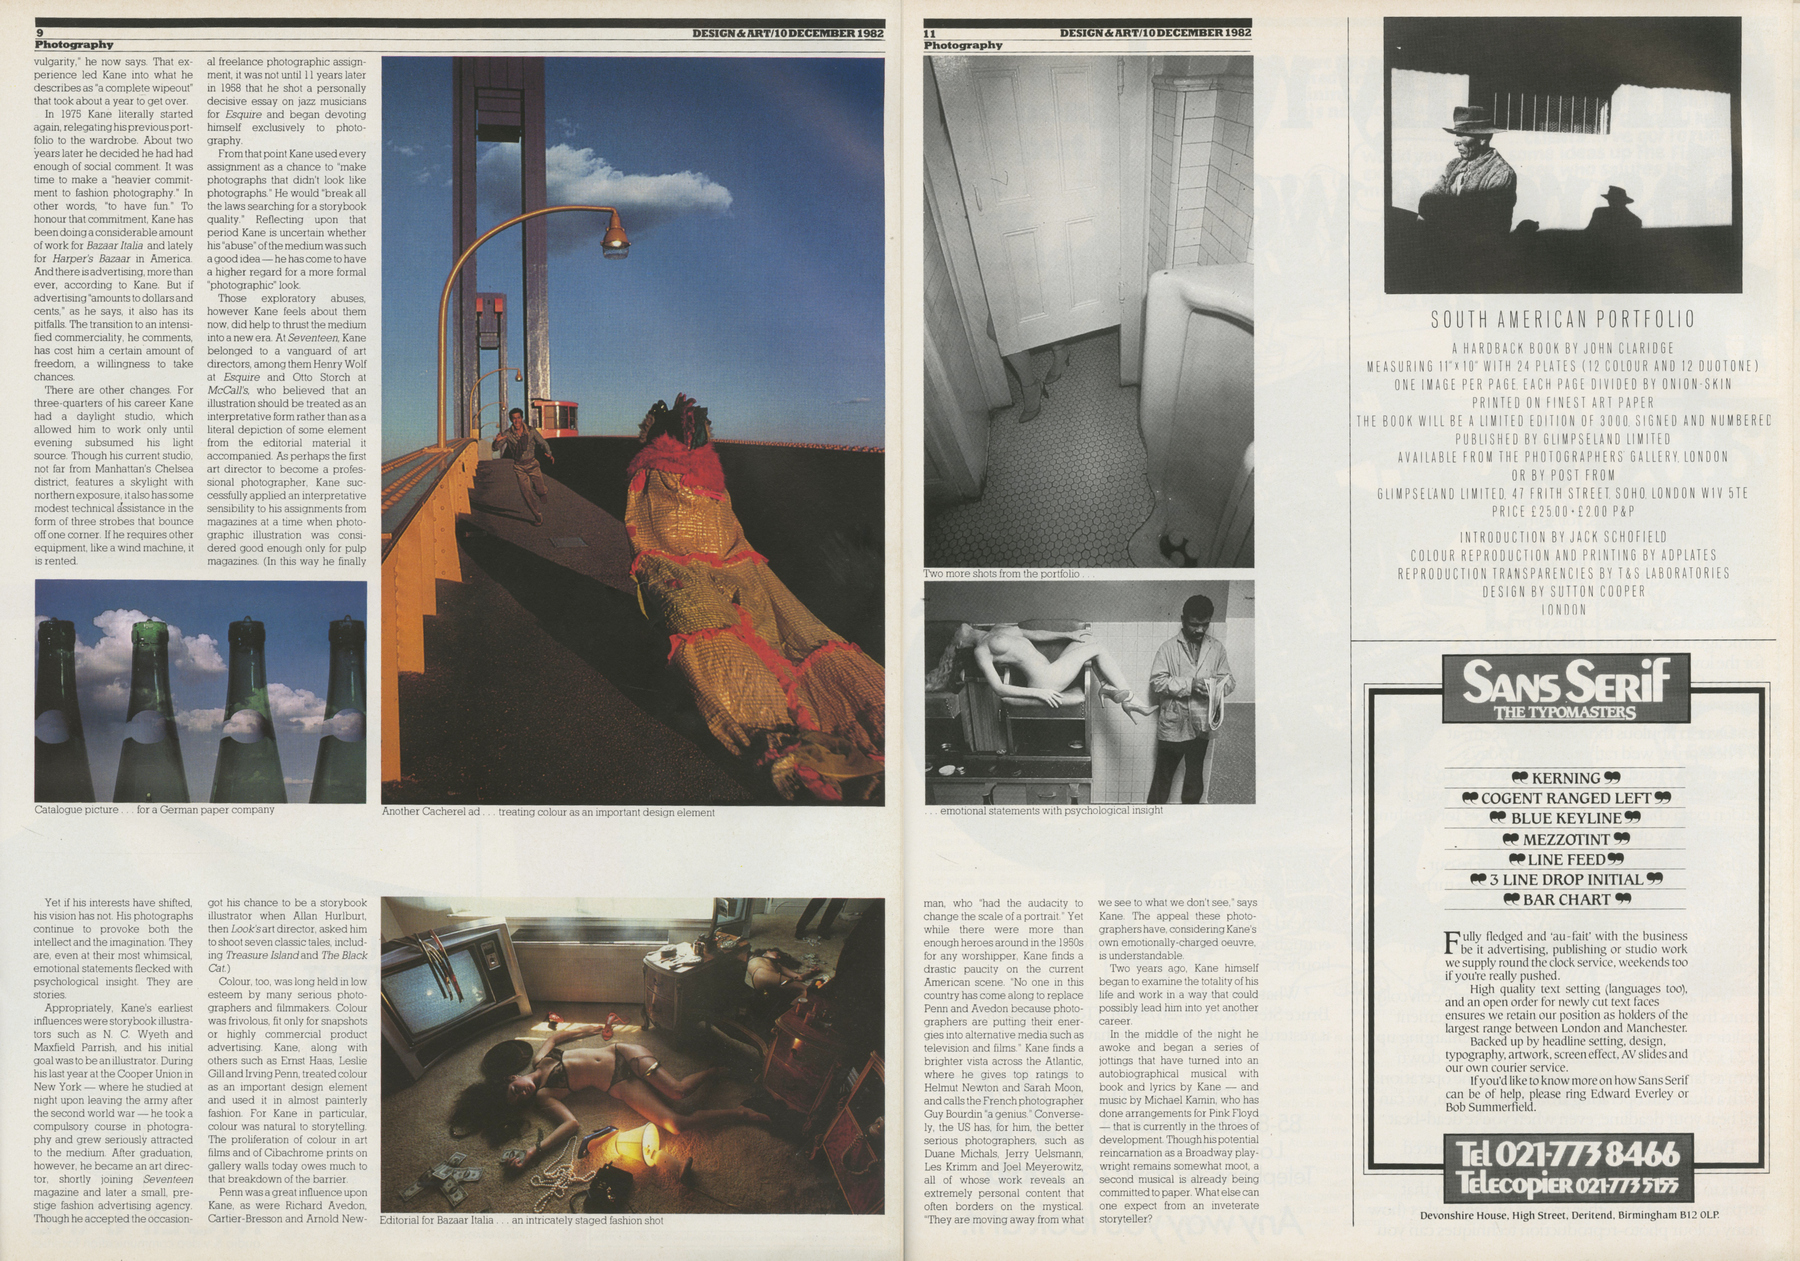 9
DESIGN & ART/10 DECEMBER 1982
Photography
vulgarity," he now says. That ex-
perience led Kane into what he
describes as "a complete wipeout"
that took about a year to get over.
In 1975 Kane literally started
again, relegating his previous port-
folio to the wardrobe. About two
years later he decided he had had
enough of social comment. It was
time to make a "heavier commit-
ment to fashion photography." In
other words, "to have fun." To
honour that commitment, Kane has
been doing a considerable amount
of work for Bazaar Italia and lately
for Harper's Bazaar in America.
And there is advertising, more than
ever, according to Kane. But if
advertising "amounts to dollars and
cents," as he says, it also has its
pitfalls. The transition to an intensi-
fied commerciality, he comments,
has cost him a certain amount of
freedom, a willingness to take
chances.
There are other changes. For
three-quarters of his career Kane
had a daylight studio, which
allowed him to work only until
evening subsumed his light
source. Though his current studio,
not far from Manhattan's Chelsea
district, features a skylight with
northern exposure, it also has some
modest technical assistance in the
form of three strobes that bounce
off one corner. If he requires other
equipment, like a wind machine, it
is rented.
al freelance photographic assign-
ment, it was not until 11 years later
in 1958 that he shot a personally
decisive essay on jazz musicians
for Esquire and began devoting
himself exclusively to photo-
graphy.
From that point Kane used every
assignment as a chance to "make
photographs that didn't look like
photographs." He would "break all
the laws searching for a storybook
quality." Reflecting upon that
period Kane is uncertain whether
his "abuse" of the medium was such
a good idea — he has come to have
a higher regard for a more formal
"photographic" look.
Those exploratory abuses,
however Kane feels about them
now, did help to thrust the medium
into a new era. At Seventeen, Kane
belonged to a vanguard of art
directors, among them Henry Wolf
at Esquire and Otto Storch at
McCall's, who believed that an
illustration should be treated as an
interpretative form rather than as a
literal depiction of some element
from the editorial material it
accompanied. As perhaps the first
art director to become a profes-
sional photographer, Kane suc-
cessfully applied an interpretative
sensibility to his assignments from
magazines at a time when photo-
graphic illustration was consi-
dered good enough only for pulp
magazines. (In this way he finally
Catalogue picture . . . for a German paper company
Another Cacherel ad . . . treating colour as an important design element
Yet if his interests have shifted,
his vision has not. His photographs
continue to provoke both the
intellect and the imagination. They
are, even at their most whimsical,
emotional statements flecked with
psychological insight. They are
stories.
Appropriately, Kane's earliest
influences were storybook illustra-
tors such as N. C. Wyeth and
Maxfield Parrish, and his initial
goal was to be an illustrator. During
his last year at the Cooper Union in
New York — where he studied at
night upon leaving the army after
the second world war — he took a
compulsory course in photogra-
phy and grew seriously attracted
to the medium. After graduation,
however, he became an art direc-
tor, shortly joining Seventeen
magazine and later a small, pre-
stige fashion advertising agency.
Though he accepted the occasion-
got his chance to be a storybook
illustrator when Allan Hurlburt,
then Look's art director, asked him
to shoot seven classic tales, includ-
ing Treasure Island and The Black
Cat.)
Colour, too, was long held in low
esteem by many serious photo-
graphers and filmmakers. Colour
was frivolous, fit only for snapshots
or highly commercial product
advertising. Kane, along with
others such as Ernst Haas, Leslie
Gill and Irving Penn, treated colour
as an important design element
and used it in almost painterly
fashion. For Kane in particular,
colour was natural to storytelling.
The proliferation of colour in art
films and of Cibachrome prints on
gallery walls today owes much to
that breakdown of the barrier.
Penn was a great influence upon
Kane, as were Richard Avedon,
Cartier-Bresson and Arnold New-
Editorial for Bazaar Italia . . . an intricately staged fashion shot
11
DESIGN & ART/10 DECEMBER 1982
Photography
Two more shots from the portfolio . . .
. . . emotional statements with psychological insight
man, who "had the audacity to
change the scale of a portrait." Yet
while there were more than
enough heroes around in the 1950s
for any worshipper, Kane finds a
drastic paucity on the current
American scene. "No one in this
country has come along to replace
Penn and Avedon because photo-
graphers are putting their ener-
gies into alternative media such as
television and films." Kane finds a
brighter vista across the Atlantic,
where he gives top ratings to
Helmut Newton and Sarah Moon,
and calls the French photographer
Guy Bourdin "a genius." Converse-
ly, the US has, for him, the better
serious photographers, such as
Duane Michals, Jerry Uelsmann,
Les Krimm and Joel Meyerowitz,
all of whose work reveals an
extremely personal content that
often borders on the mystical.
"They are moving away from what
we see to what we don't see," says
Kane. The appeal these photo-
graphers have, considering Kane's
own emotionally-charged oeuvre,
is understandable.
Two years ago, Kane himself
began to examine the totality of his
life and work in a way that could
possibly lead him into yet another
career.
In the middle of the night he
awoke and began a series of
jottings that have turned into an
autobiographical musical with
book and lyrics by Kane — and
music by Michael Kamin, who has
done arrangements for Pink Floyd
— that is currently in the throes of
development. Though his potential
reincarnation as a Broadway play-
wright remains somewhat moot, a
second musical is already being
committed to paper. What else can
one expect from an inveterate
storyteller?
SOUTH AMERICAN PORTFOLIO
A HARDBACK BOOK BY JOHN CLARIDGE
MEASURING 11"x10" WITH 24 PLATES (12 COLOUR AND 12 DUOTONE)
ONE IMAGE PER PAGE, EACH PAGE DIVIDED BY ONION-SKIN
PRINTED ON FINEST ART PAPER
THE BOOK WILL BE A LIMITED EDITION OF 3000, SIGNED AND NUMBERED
PUBLISHED BY GLIMPSELAND LIMITED
AVAILABLE FROM THE PHOTOGRAPHERS' GALLERY, LONDON
OR BY POST FROM
GLIMPSELAND LIMITED, 47 FRITH STREET, SOHO, LONDON W1V 5TE
PRICE £25.00 + £2.00 P&P
INTRODUCTION BY JACK SCHOFIELD
COLOUR REPRODUCTION AND PRINTING BY ADPLATES
REPRODUCTION TRANSPARENCIES BY T&S LABORATORIES
DESIGN BY SUTTON COOPER
LONDON
SANS SERIF
THE TYPOMASTERS
❝ KERNING ❞
❝ COGENT RANGED LEFT ❞
❝ BLUE KEYLINE ❞
❝ MEZZOTINT ❞
❝ LINE FEED ❞
❝ 3 LINE DROP INITIAL ❞
❝ BAR CHART ❞
Fully fledged and 'au-fait' with the business
be it advertising, publishing or studio work
we supply round the clock service, weekends too
if you're really pushed.
High quality text setting (languages too),
and an open order for newly cut text faces
ensures we retain our position as holders of the
largest range between London and Manchester.
Backed up by headline setting, design,
typography, artwork, screen effect, AV slides and
our own courier service.
If you'd like to know more on how Sans Serif
can be of help, please ring Edward Everley or
Bob Summerfield.
Tel 021-773 8466
Telecopier 021-773 5155
Devonshire House, High Street, Deritend, Birmingham B12 0LP.